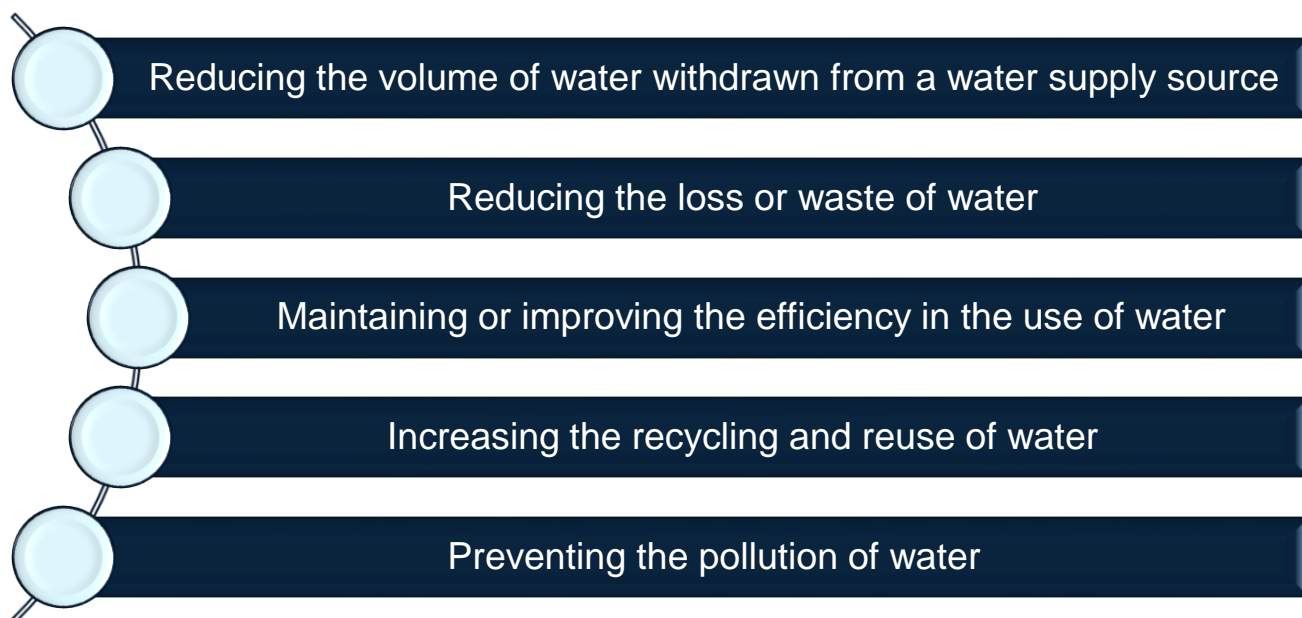 Reducing the volume of water withdrawn from a water supply source
Reducing the loss or waste of water
Maintaining or improving the efficiency in the use of water
Increasing the recycling and reuse of water
Preventing the pollution of water